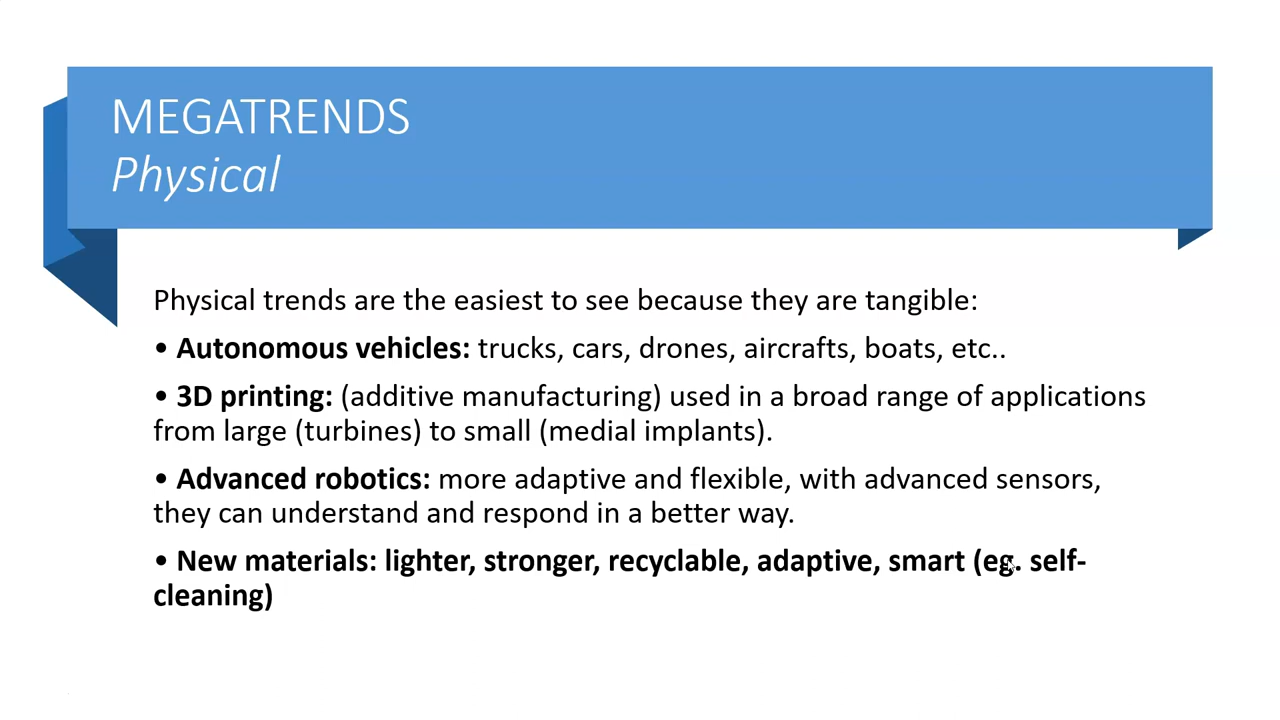 MEGATRENDS
Physical
Physical trends are the easiest to see because they are tangible:
• Autonomous vehicles: trucks, cars, drones, aircrafts, boats, etc..
• 3D printing: (additive manufacturing) used in a broad range of applications
from large (turbines) to small (medial implants).
• Advanced robotics: more adaptive and flexible, with advanced sensors,
they can understand and respond in a better way.
• New materials: lighter, stronger, recyclable, adaptive, smart (eg. self-
cleaning)